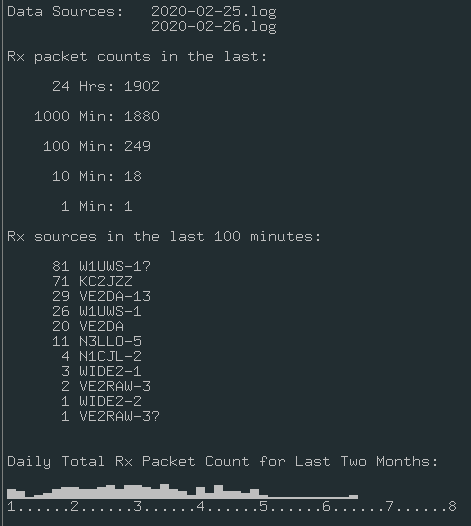 Data Sources:   2020-02-25.log
                2020-02-26.log
Rx packet counts in the last:
     24 Hrs: 1902
   1000 Min: 1880
    100 Min: 249
     10 Min: 18
      1 Min: 1
Rx sources in the last 100 minutes:
     81 W1UWS-1?
     71 KC2JZZ
     29 VE2DA-13
     26 W1UWS-1
     20 VE2DA
     11 N3LLO-5
      4 N1CJL-2
      3 WIDE2-1
      2 VE2RAW-3
      1 WIDE2-2
      1 VE2RAW-3?
Daily Total Rx Packet Count for Last Two Months:
1......2......3......4......5......6......7......8